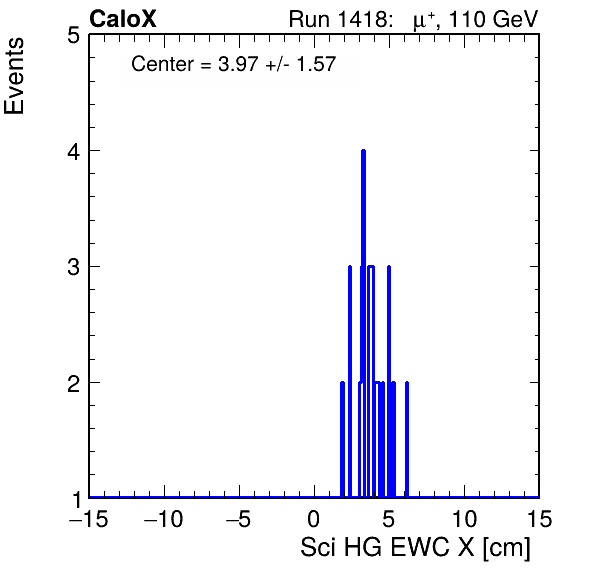 CaloX Run 1418: μ⁺, 110 GeV
Center = 3.97 +/- 1.57
Events
5
4
3
2
1
−15 −10 −5 0 5 10 15
Sci HG EWC X [cm]